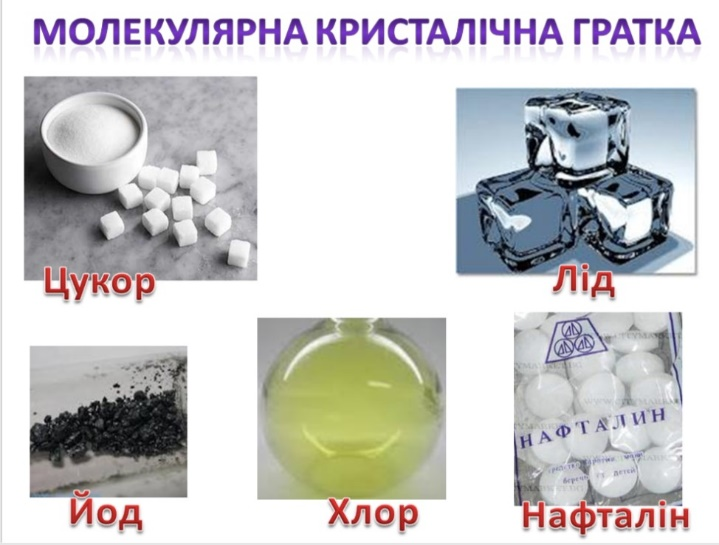 МОЛЕКУЛЯРНА КРИСТАЛІЧНА ГРАТКА
Цукор
Лід
НАФТАЛИН
Йод
Хлор
Нафталін